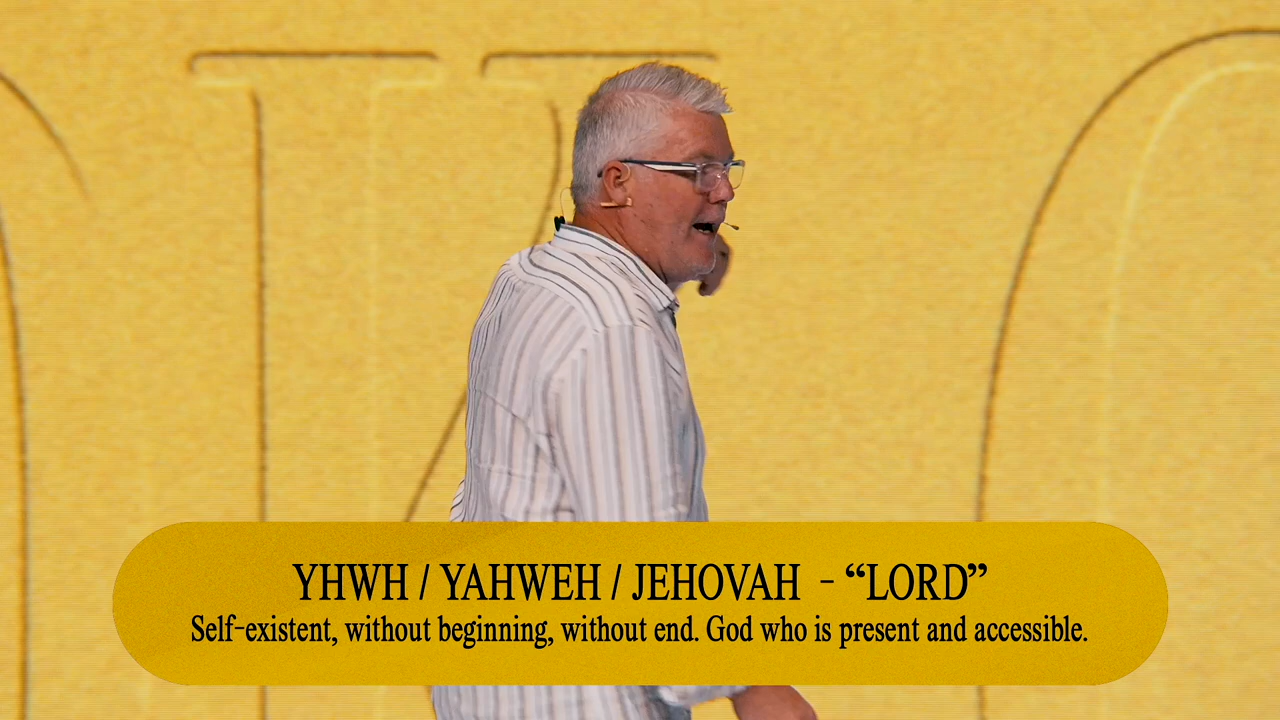 YHWH / YAHWEH / JEHOVAH - “LORD”
Self-existent, without beginning, without end. God who is present and accessible.